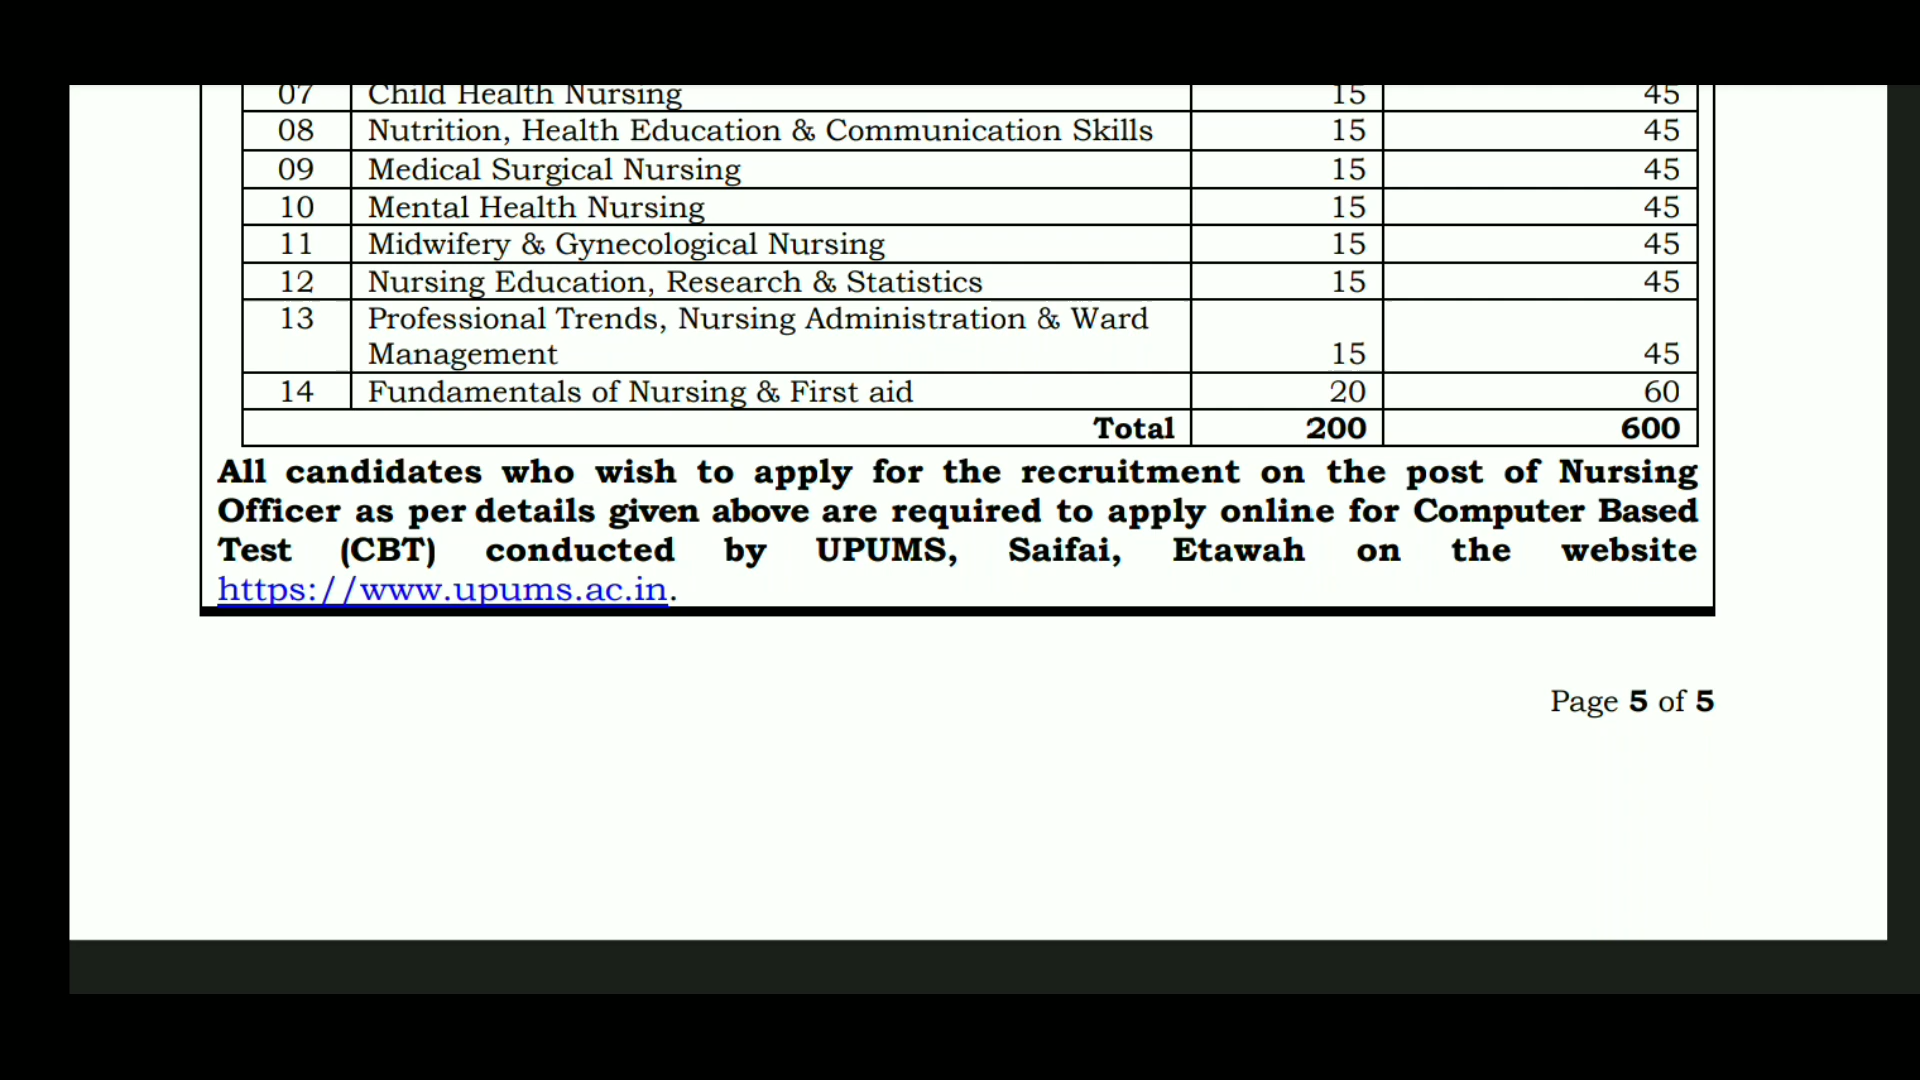 07 Child Health Nursing 15 45
08 Nutrition, Health Education & Communication Skills 15 45
09 Medical Surgical Nursing 15 45
10 Mental Health Nursing 15 45
11 Midwifery & Gynecological Nursing 15 45
12 Nursing Education, Research & Statistics 15 45
13 Professional Trends, Nursing Administration & Ward
Management 15 45
14 Fundamentals of Nursing & First aid 20 60
Total 200 600
All candidates who wish to apply for the recruitment on the post of Nursing
Officer as per details given above are required to apply online for Computer Based
Test (CBT) conducted by UPUMS, Saifai, Etawah on the website
https://www.upums.ac.in.
Page 5 of 5